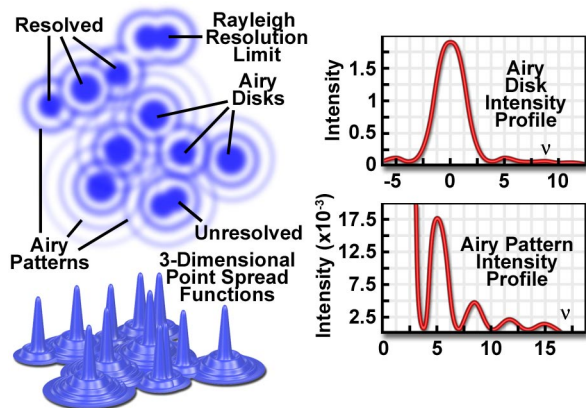 Resolved
Rayleigh
Resolution
Limit
Airy
Disks
Unresolved
Airy
Patterns
3-Dimensional
Point Spread
Functions
Intensity
1.5
1
0.5
0
Airy
Disk
Intensity
Profile
ν
-5
0
5
10
Intensity (x10⁻³)
17.5
12.5
7.5
2.5
Airy Pattern
Intensity
Profile
ν
0
5
10
15